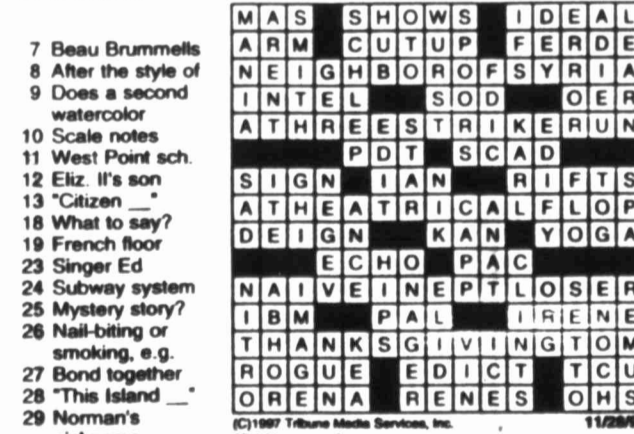 7 Beau Brummells
8 After the style of
9 Does a second
watercolor
10 Scale notes
11 West Point sch.
12 Eliz. II's son
13 "Citizen __"
18 What to say?
19 French floor
23 Singer Ed
24 Subway system
25 Mystery story?
26 Nail-biting or
smoking, e.g.
27 Bond together
28 "This Island __"
29 Norman's
MAS SHOWS IDEAL
ARM CUTUP FERDE
NEIGHBOROFSYRIA
INTEL SOD OER
ATHREESTRIKERUN
PDT SCAD
SIGN IAN RIFTS
ATHEATRICALFLOP
DEIGN KAN YOGA
ECHO PAC
NAIVEINEPTLOSER
IBM PAL IRENE
THANKSGIVINGTOM
ROGUE EDICT TCU
ORENA RENES OHS
(C)1997 Tribune Media Services, Inc. 11/28/